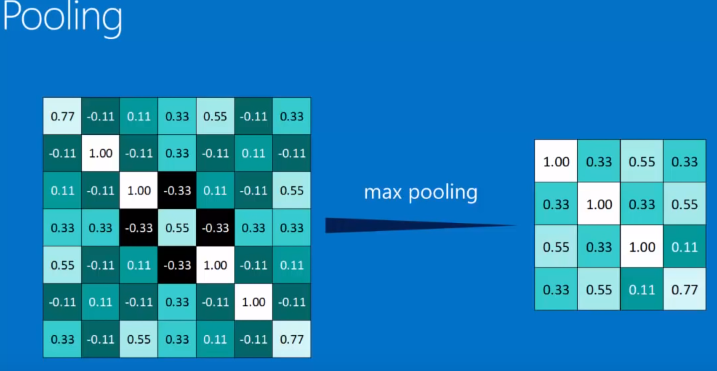 Pooling
0.77 -0.11 0.11 0.33 0.55 -0.11 0.33
-0.11 1.00 -0.11 0.33 -0.11 0.11 -0.11
0.11 -0.11 1.00 -0.33 0.11 -0.11 0.55
0.33 0.33 -0.33 0.55 -0.33 0.33 0.33
0.55 -0.11 0.11 -0.33 1.00 -0.11 0.11
-0.11 0.11 -0.11 0.33 -0.11 1.00 -0.11
0.33 -0.11 0.55 0.33 0.11 -0.11 0.77
max pooling
1.00 0.33 0.55 0.33
0.33 1.00 0.33 0.55
0.55 0.33 1.00 0.11
0.33 0.55 0.11 0.77